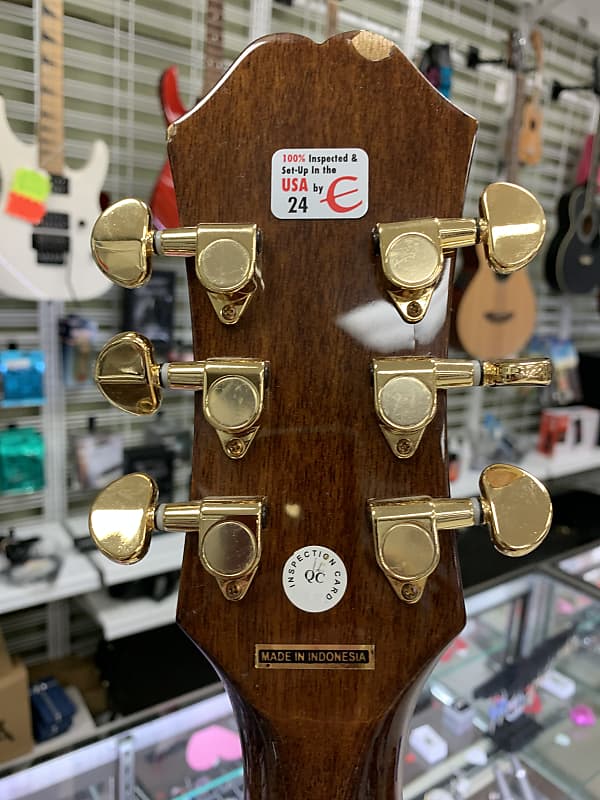 100% Inspected &
Set-Up in the
USA by
24
INSPECTION CARD
QC
MADE IN INDONESIA